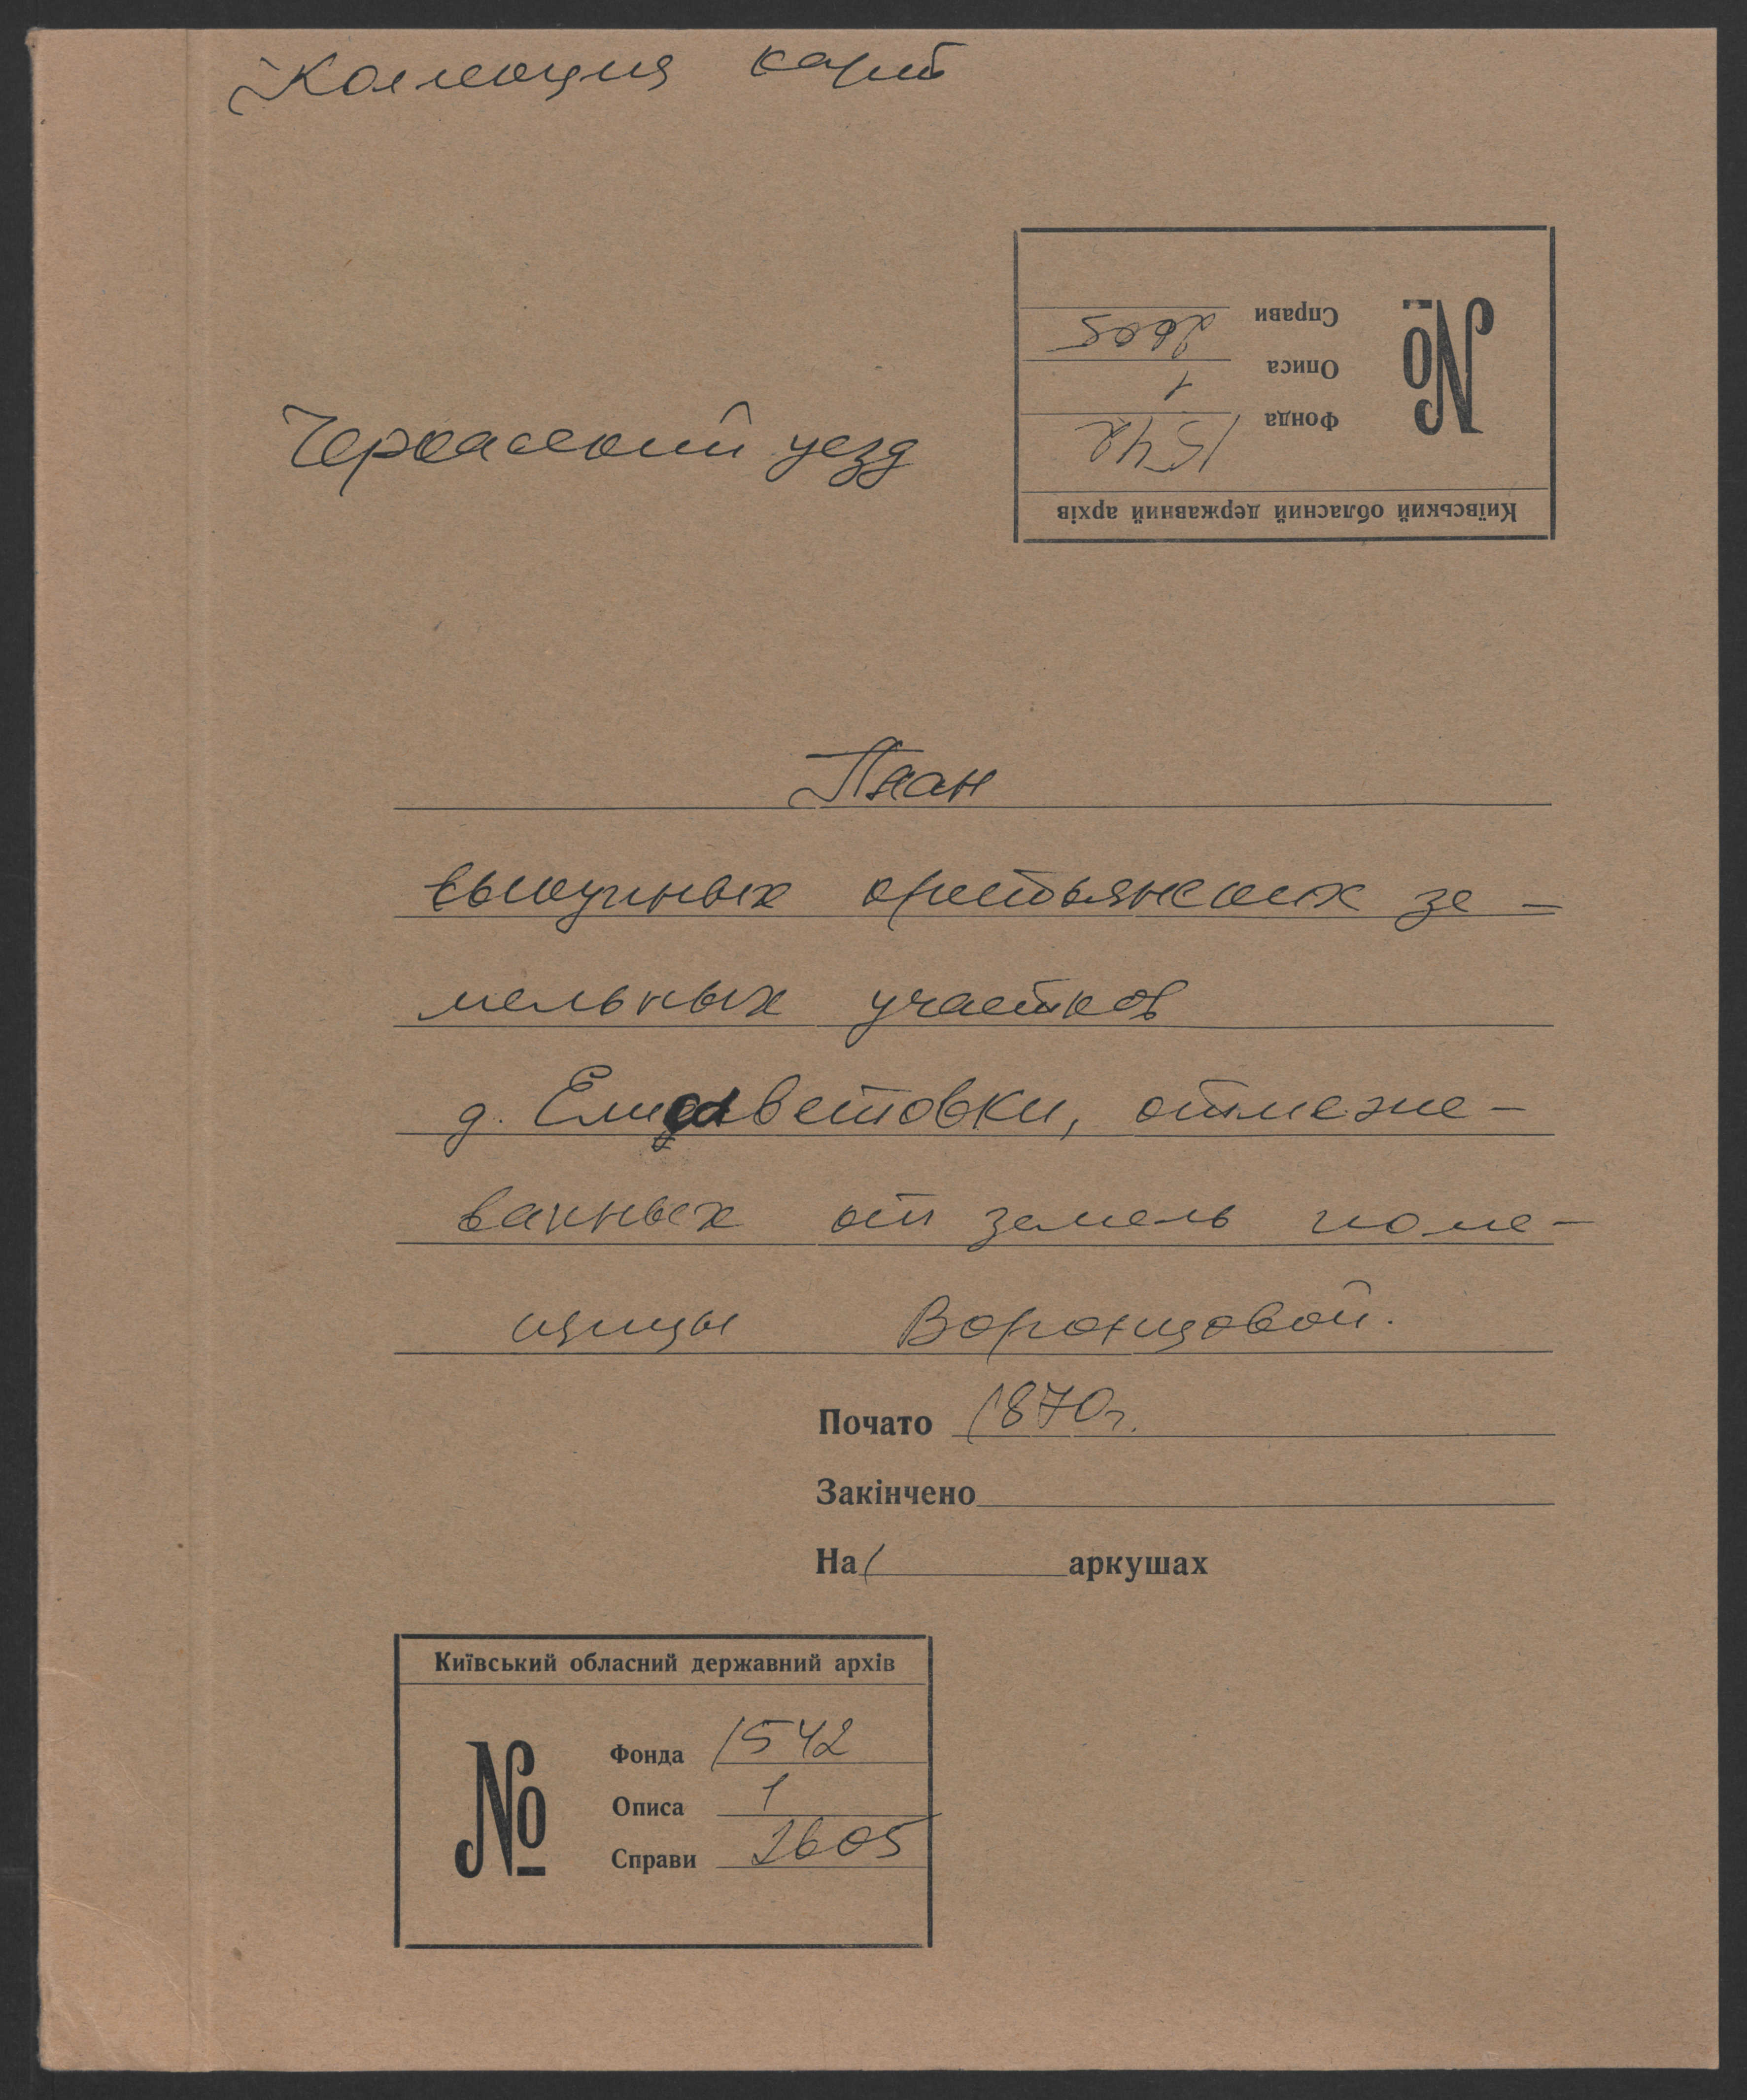 Коллекция карт
Черкасский уезд
Київський обласний державний архів
№
Фонда 1542
Описа 1
Справи 2605
План
выкупных крестьянских зе-
мельных участков
д. Елизаветовки, отмеже-
ванных от земель поме-
щицы Воронцовой.
Почато 1870г.
Закінчено
На 1 аркушах
Київський обласний державний архів
№
Фонда 1542
Описа 1
Справи 2605